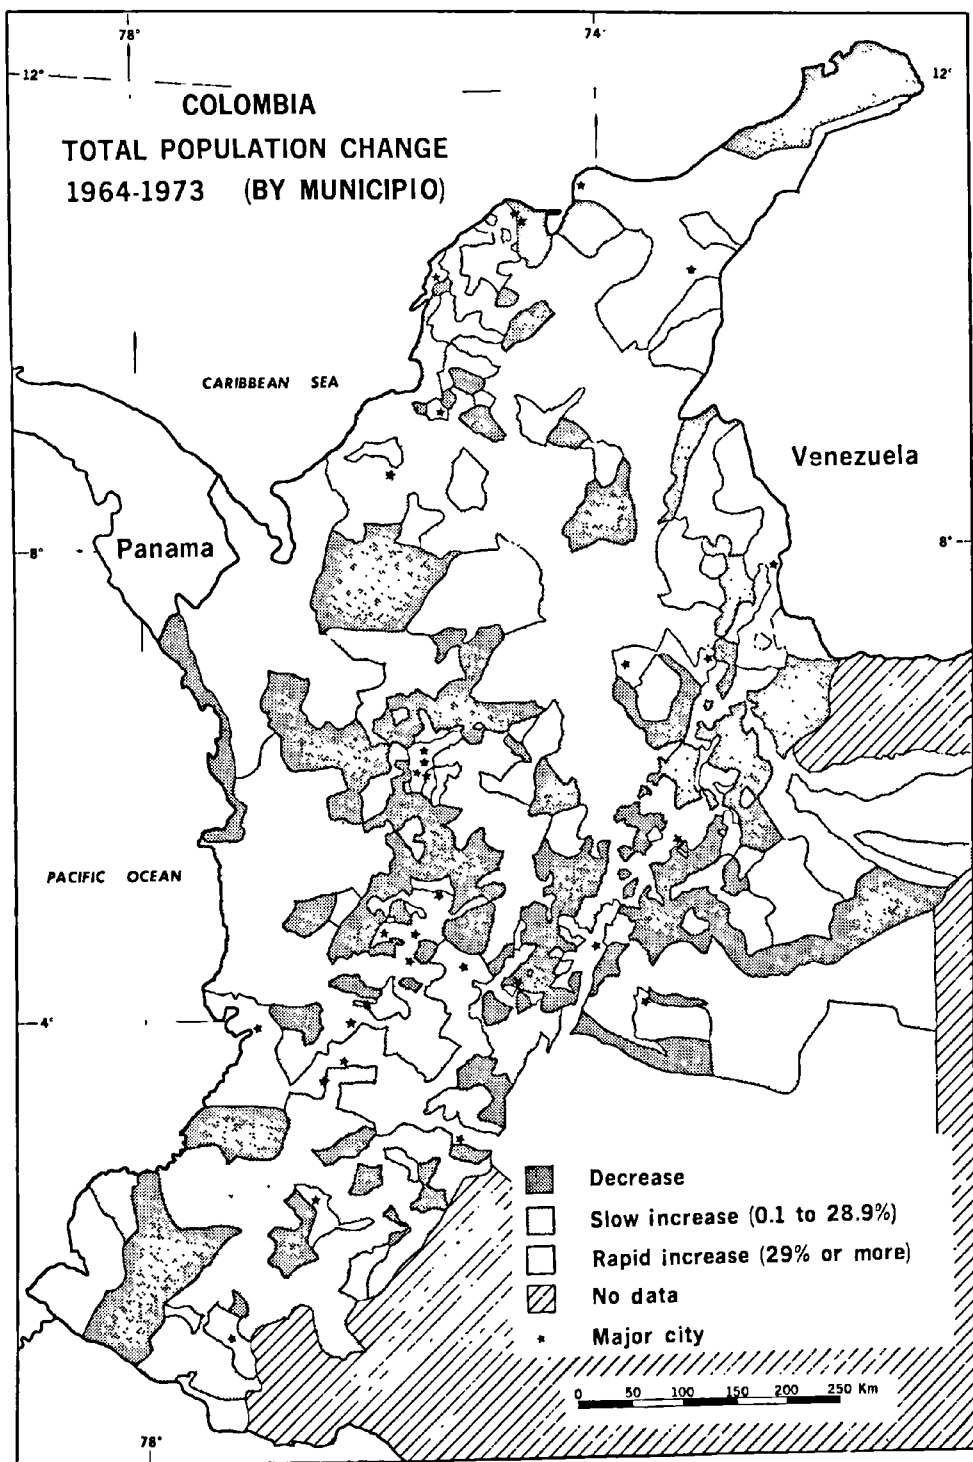 78°
74°
12°
12°
COLOMBIA
TOTAL POPULATION CHANGE
1964-1973 (BY MUNICIPIO)
CARIBBEAN SEA
Venezuela
8°
Panama
8°
PACIFIC OCEAN
4°
Decrease
Slow increase (0.1 to 28.9%)
Rapid increase (29% or more)
No data
Major city
0 50 100 150 200 250 Km
78°